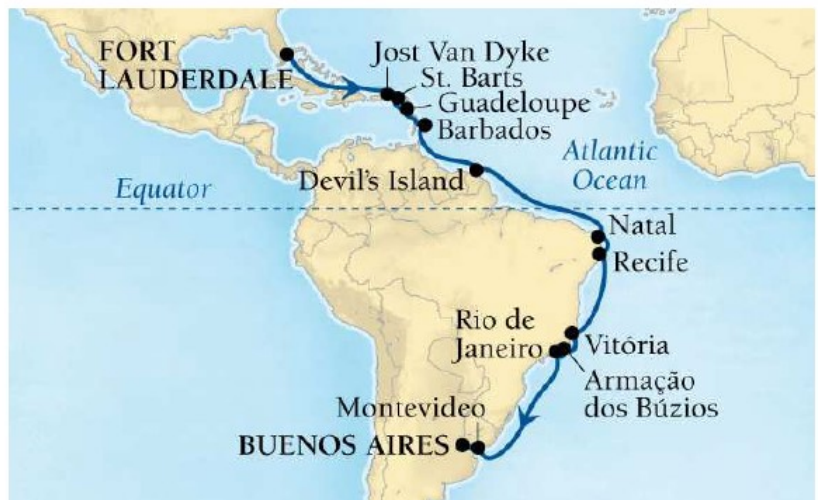 FORT
LAUDERDALE
Jost Van Dyke
St. Barts
Guadeloupe
Barbados
Devil's Island
Atlantic
Ocean
Equator
Natal
Recife
Rio de
Janeiro
Vitória
Armação
dos Búzios
Montevideo
BUENOS AIRES